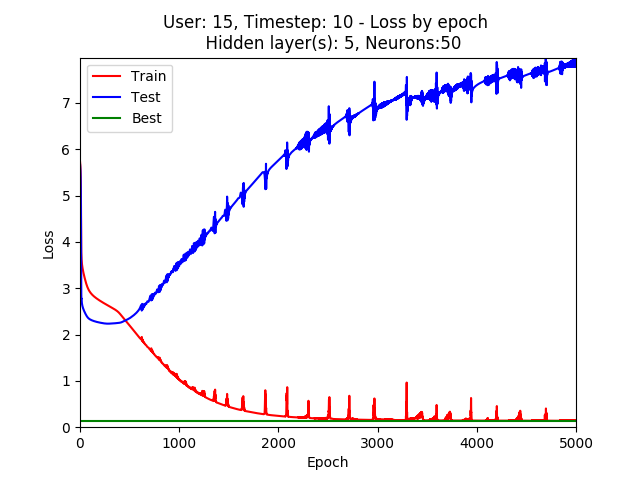 User: 15, Timestep: 10 - Loss by epoch
Hidden layer(s): 5, Neurons:50
Train
Test
Best
7
6
5
4
3
2
1
0
Loss
0 1000 2000 3000 4000 5000
Epoch